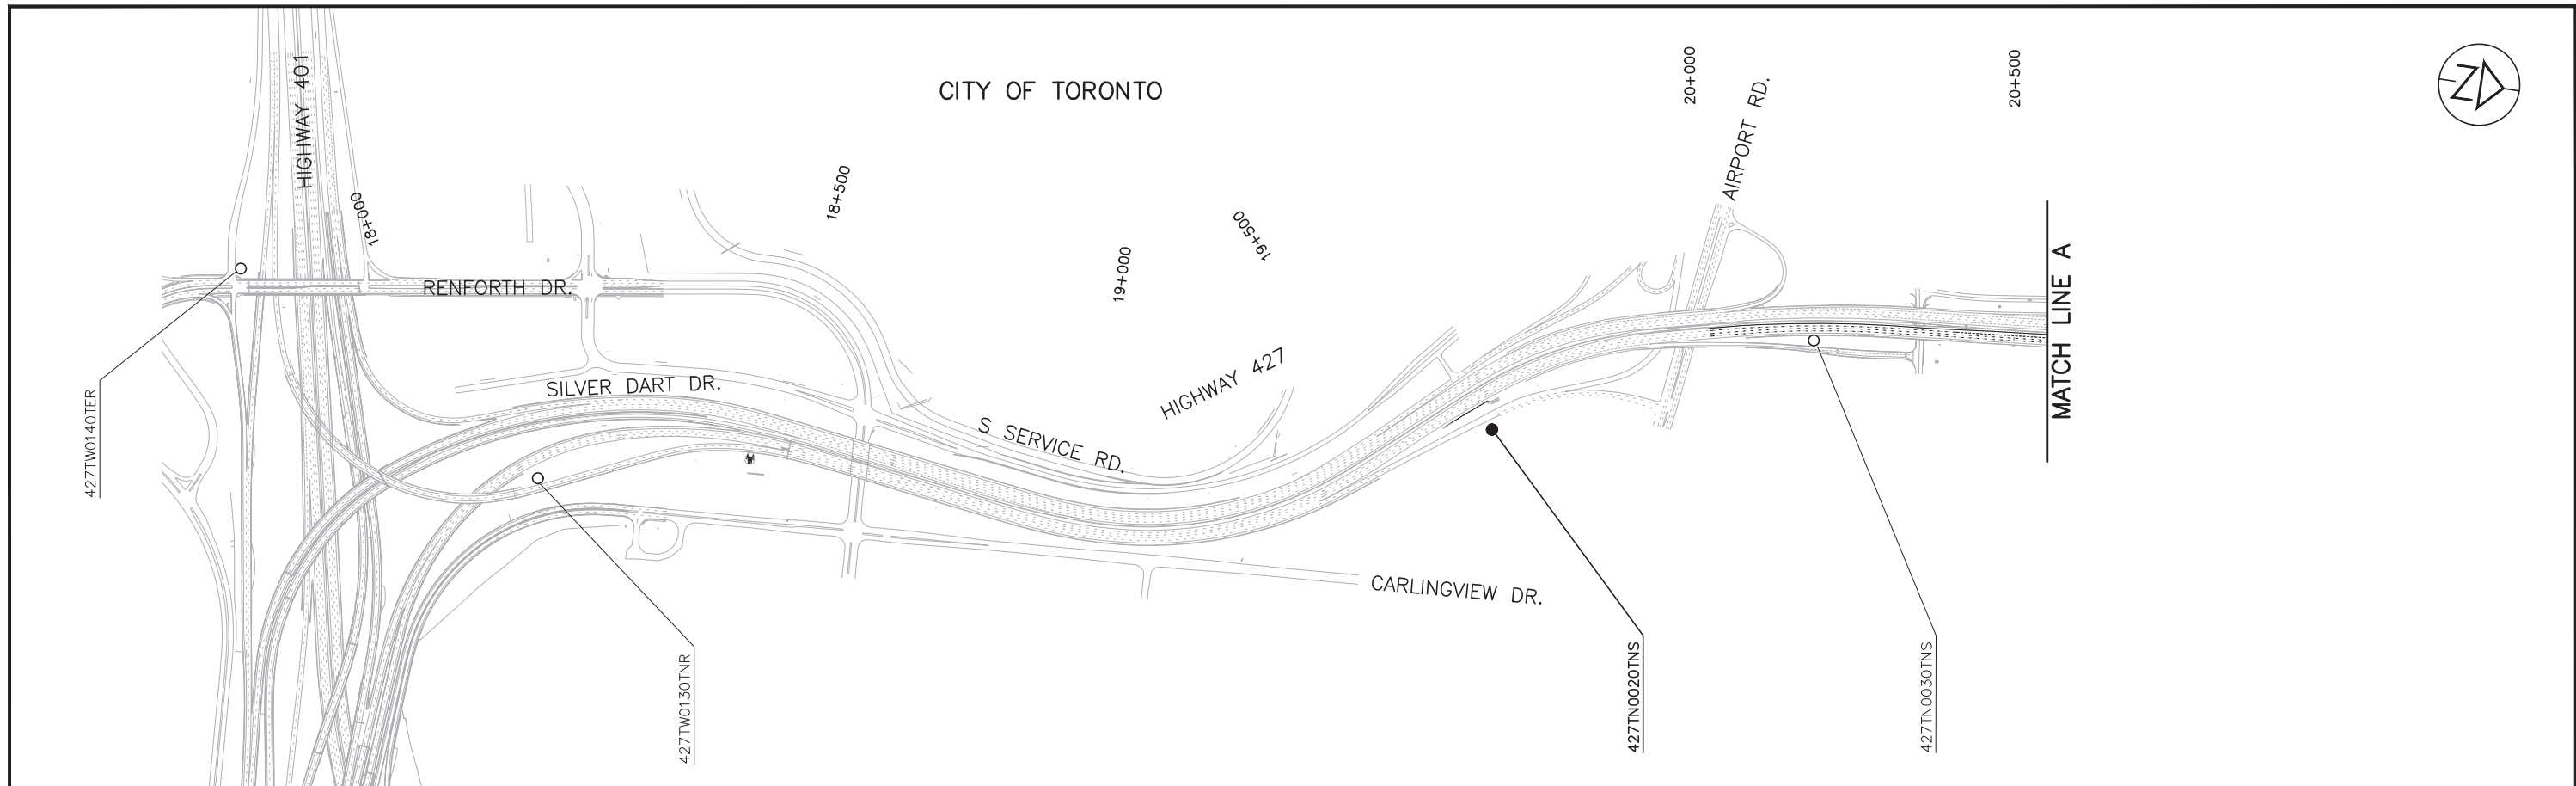 CITY OF TORONTO
HIGHWAY 401
18+000
18+500
19+000
19+500
20+000
20+500
AIRPORT RD.
N
RENFORTH DR.
SILVER DART DR.
S SERVICE RD.
HIGHWAY 427
CARLINGVIEW DR.
MATCH LINE A
427TW0140TER
427TW0130TNR
427TN0020TNS
427TN0030TNS